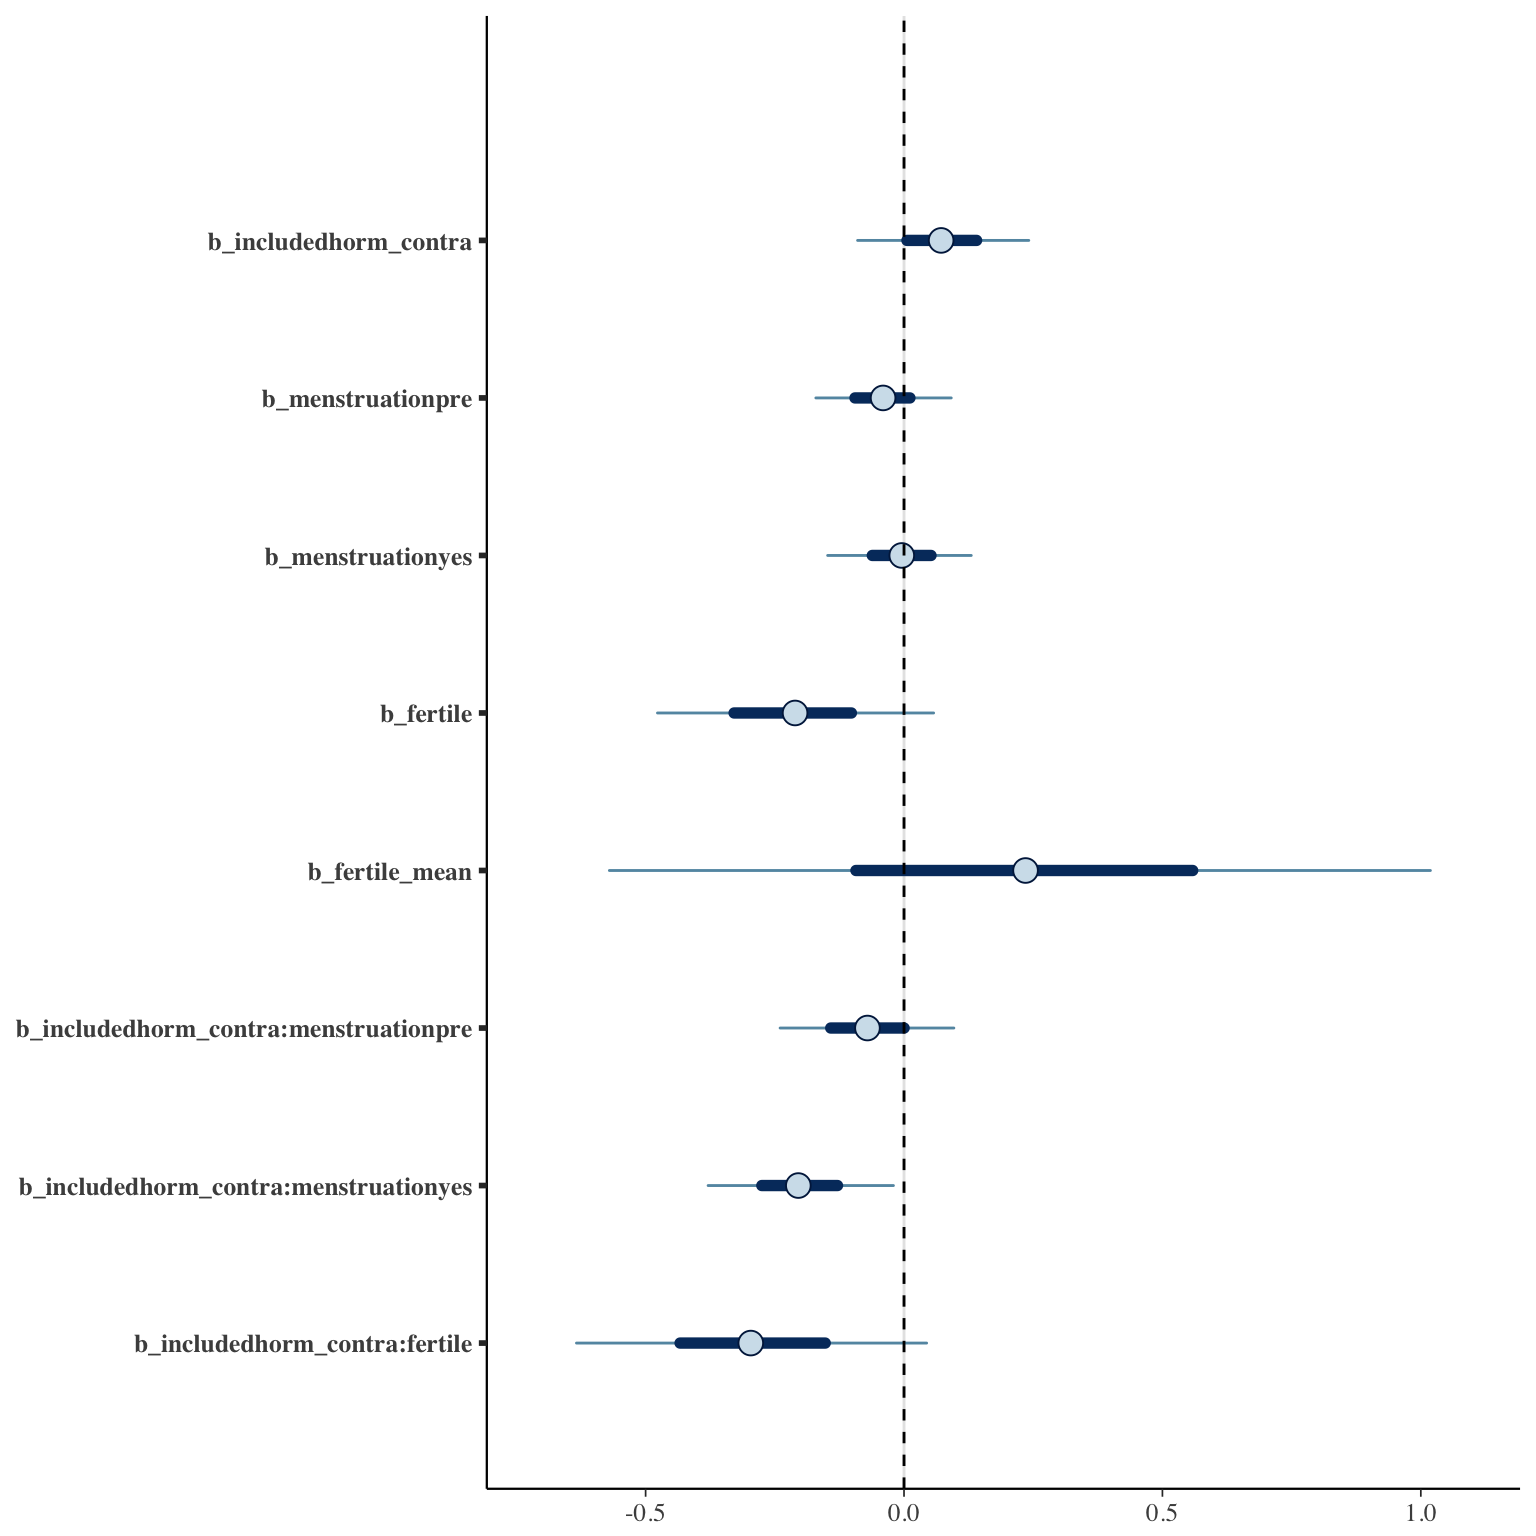 b_includedhorm_contra
b_menstruationpre
b_menstruationyes
b_fertile
b_fertile_mean
b_includedhorm_contra:menstruationpre
b_includedhorm_contra:menstruationyes
b_includedhorm_contra:fertile
-0.5 0.0 0.5 1.0